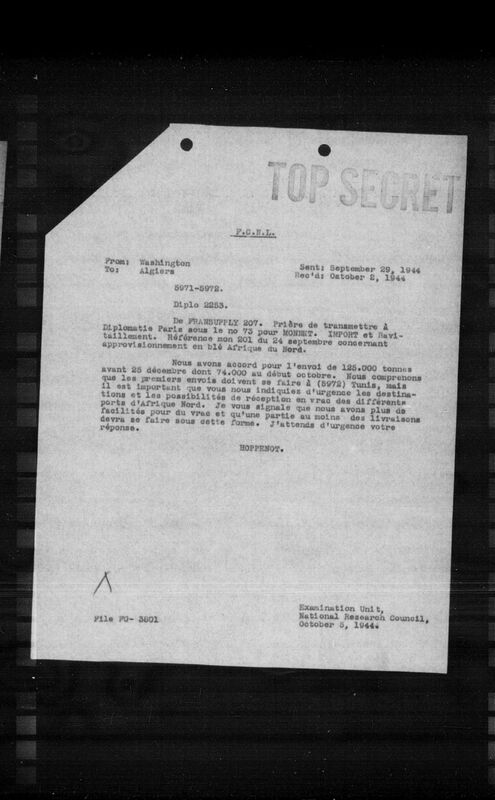 TOP SECRET
F.C.N.L.
From: Washington
To: Algiers
Sent: September 29, 1944
Rec'd: October 2, 1944
5971-5972.
Diplo 2253.
De FRANSUPPLY 207. Prière de transmettre à
Diplomatie Paris sous le no 73 pour MONNET. IMPORT et Ravi-
taillement. Référence mon 201 du 24 septembre concernant
approvisionnement en blé Afrique du Nord.
Nous avons accord pour l'envoi de 125.000 tonnes
avant 25 décembre dont 74.000 au début octobre. Nous comprenons
que les premiers envois doivent se faire à (5972) Tunis, mais
il est important que vous nous indiquiez d'urgence les destina-
tions et les possibilités de réception en vrac des différents
ports d'Afrique Nord. Je vous signale que nous avons plus de
facilités pour du vrac et qu'une partie au moins des livraisons
devra se faire sous cette forme. J'attends d'urgence votre
réponse.
HOPPENOT.
File FG- 3801
Examination Unit,
National Research Council,
October 5, 1944.